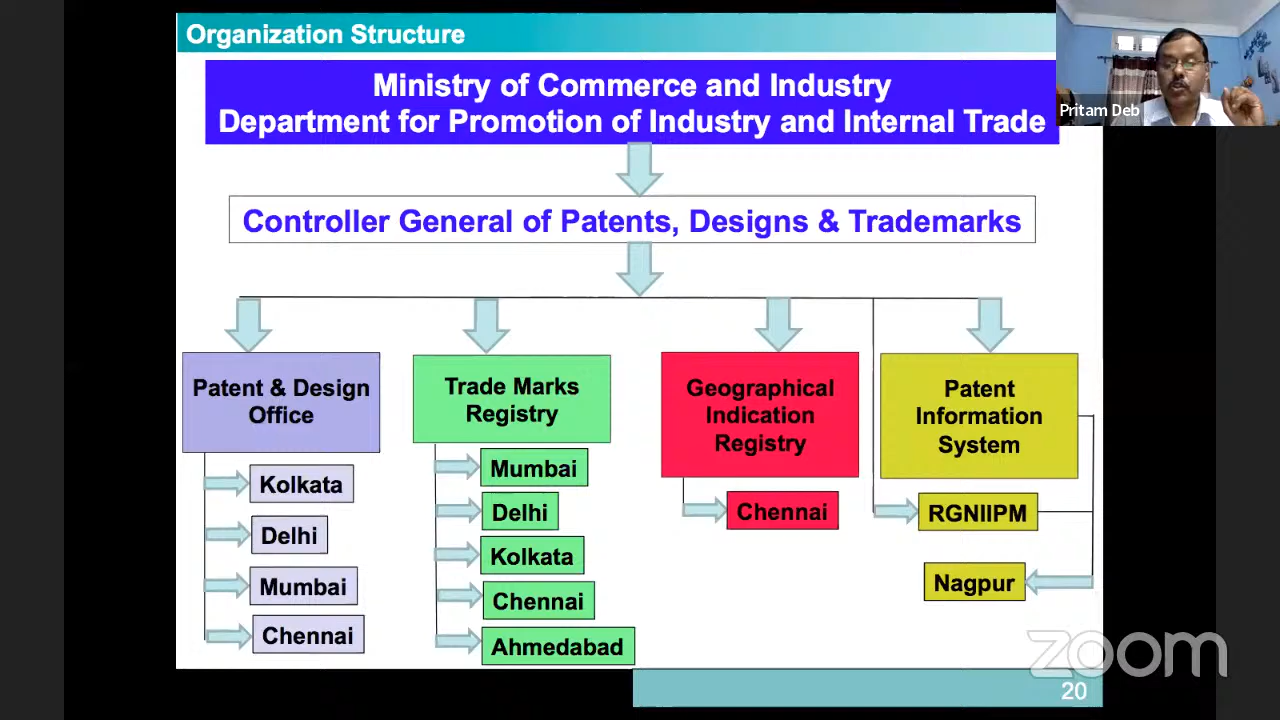 Organization Structure
Ministry of Commerce and Industry
Department for Promotion of Industry and Internal Trade
Pritam Deb
Controller General of Patents, Designs & Trademarks
Patent & Design
Office
Kolkata
Delhi
Mumbai
Chennai
Trade Marks
Registry
Mumbai
Delhi
Kolkata
Chennai
Ahmedabad
Geographical
Indication
Registry
Chennai
Patent
Information
System
RGNIIPM
Nagpur
zoom
20